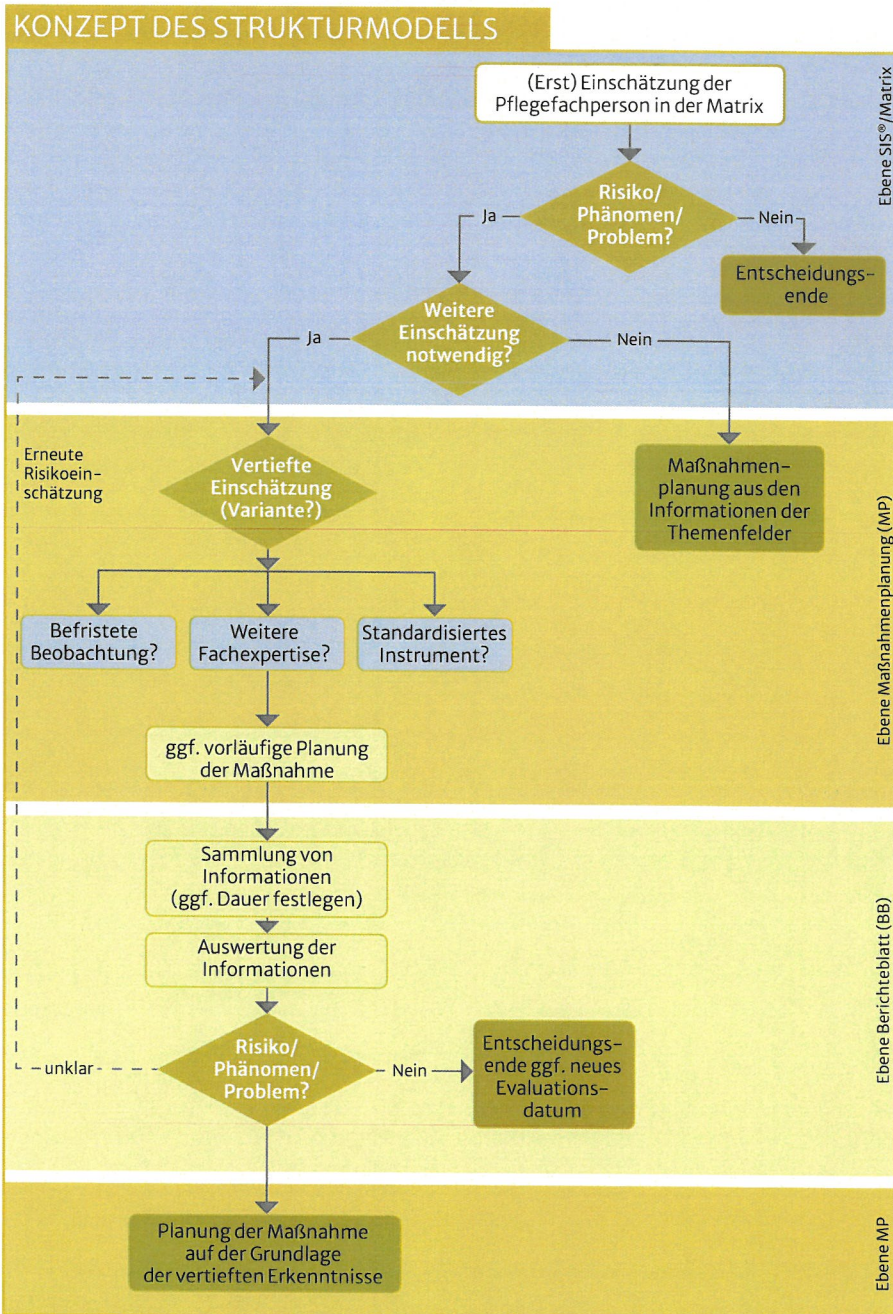 KONZEPT DES STRUKTURMODELLS
(Erst) Einschätzung der
Pflegefachperson in der Matrix
Ebene SIS®/Matrix
Risiko/
Phänomen/
Problem?
Ja
Nein
Entscheidungs-
ende
Weitere
Einschätzung
notwendig?
Ja
Nein
Erneute
Risikoein-
schätzung
Vertiefte
Einschätzung
(Variante?)
Maßnahmen-
planung aus den
Informationen der
Themenfelder
Ebene Maßnahmenplanung (MP)
Befristete
Beobachtung?
Weitere
Fachexpertise?
Standardisiertes
Instrument?
ggf. vorläufige Planung
der Maßnahme
Sammlung von
Informationen
(ggf. Dauer festlegen)
Auswertung der
Informationen
Ebene Berichteblatt (BB)
Risiko/
Phänomen/
Problem?
unklar
Nein
Entscheidungs-
ende ggf. neues
Evaluations-
datum
Planung der Maßnahme
auf der Grundlage
der vertieften Erkenntnisse
Ebene MP